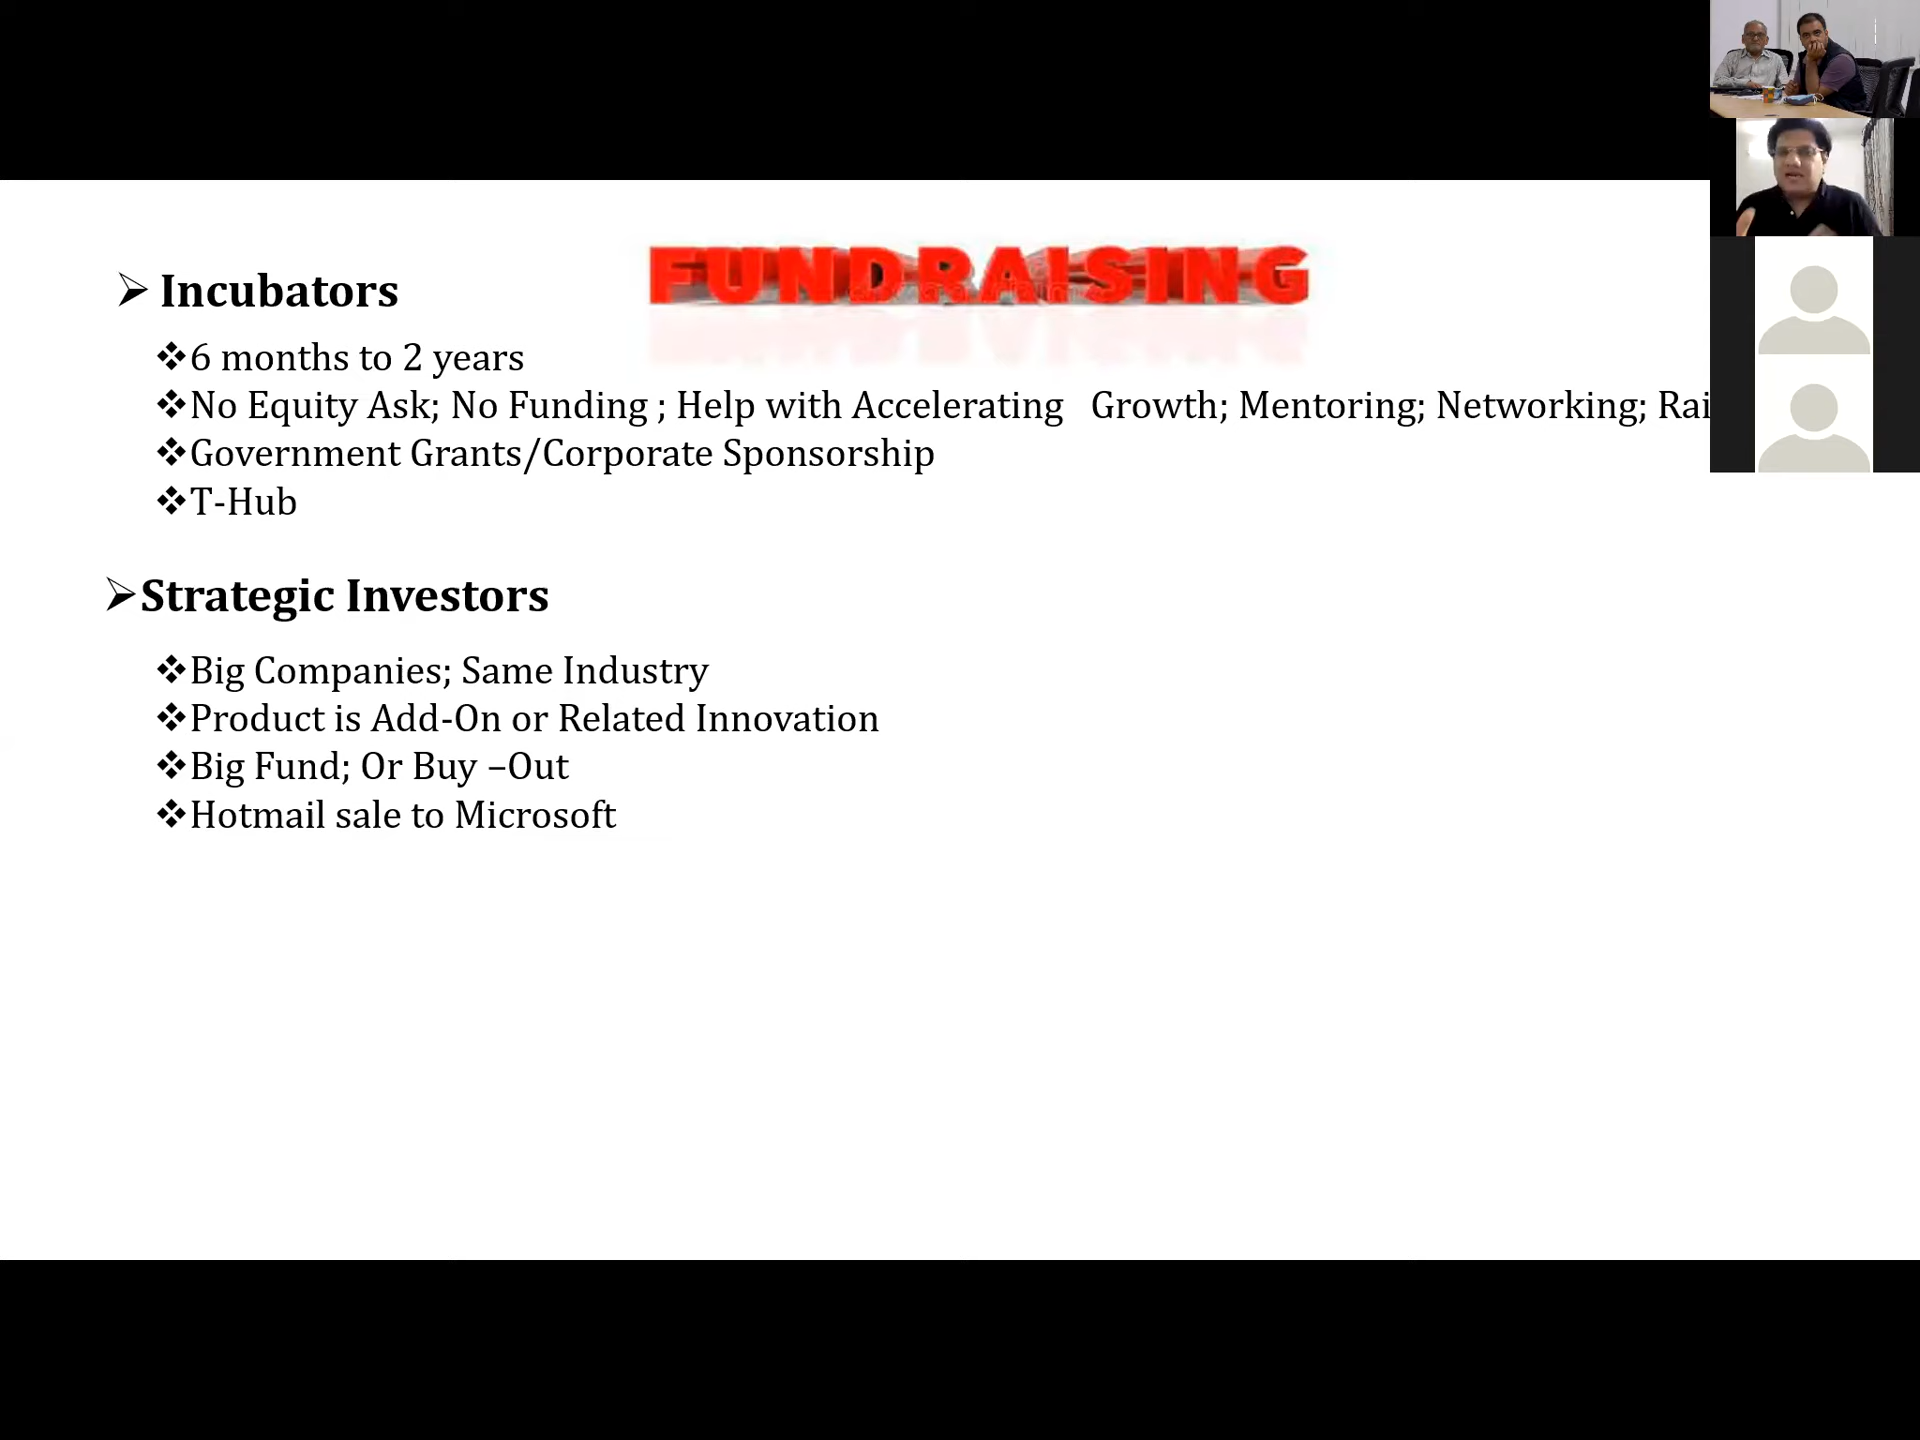 FUNDRAISING
➢ Incubators
❖6 months to 2 years
❖No Equity Ask; No Funding ; Help with Accelerating Growth; Mentoring; Networking; Rai
❖Government Grants/Corporate Sponsorship
❖T-Hub
➢Strategic Investors
❖Big Companies; Same Industry
❖Product is Add-On or Related Innovation
❖Big Fund; Or Buy –Out
❖Hotmail sale to Microsoft